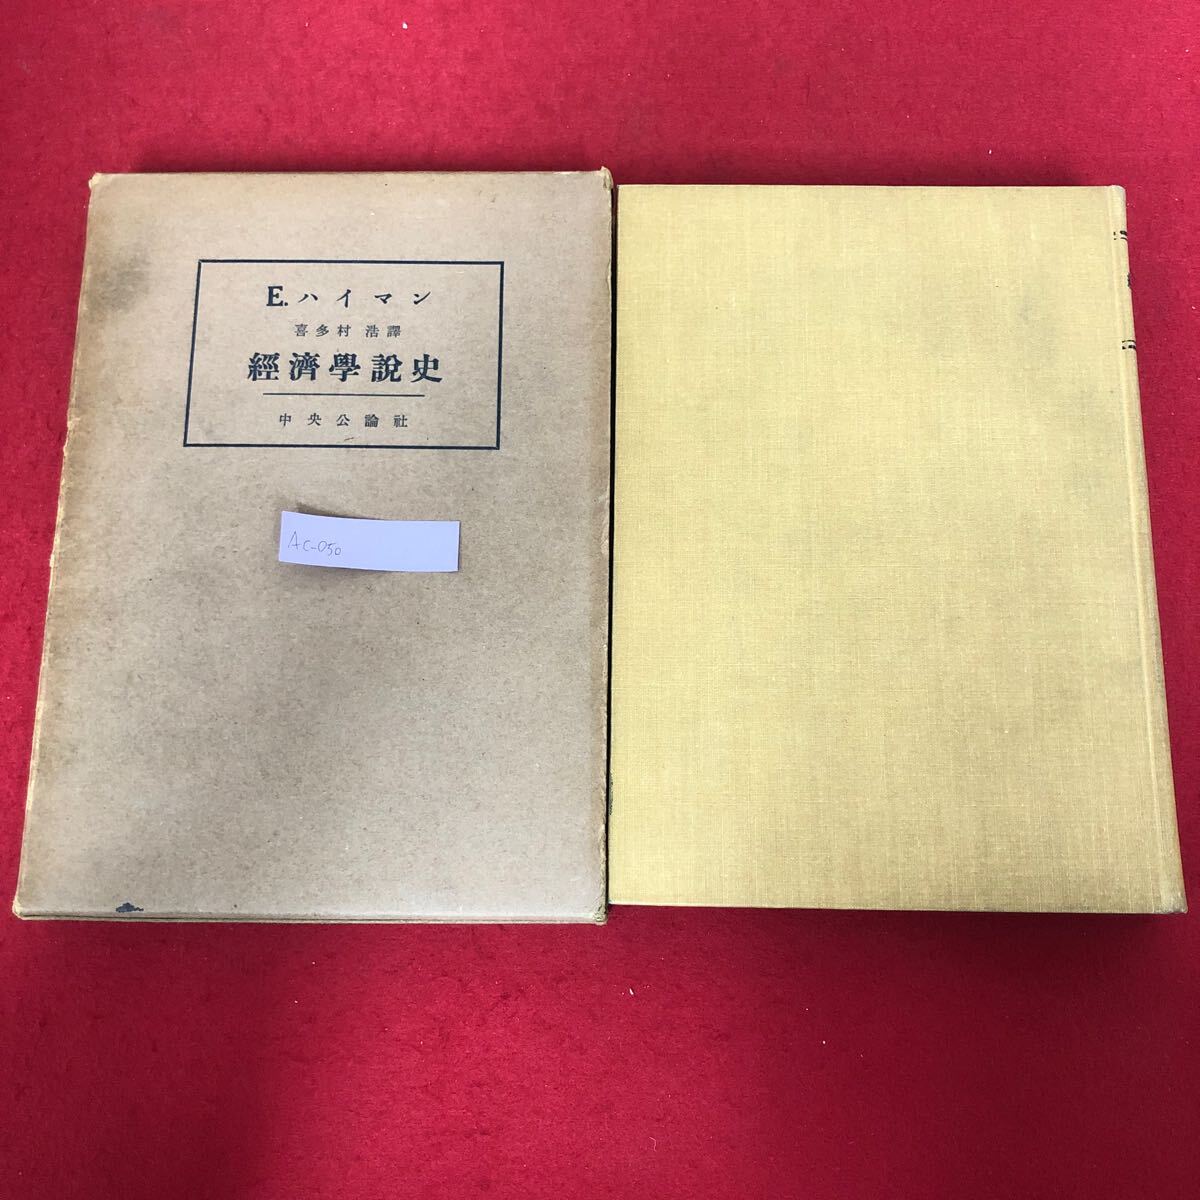 E. ハイマン
喜多村 浩譯
經濟學説史
中央公論社
AC-050